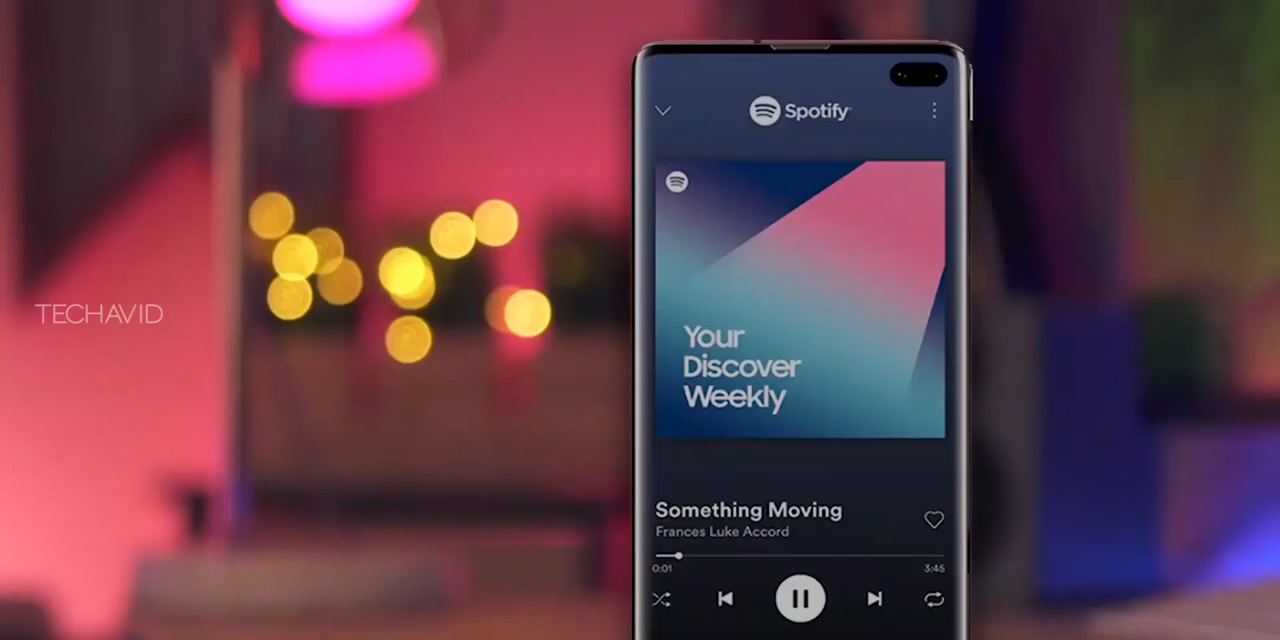 Spotify
Your
Discover
Weekly
Something Moving
Frances Luke Accord
0:01
3:45
TECHAVID